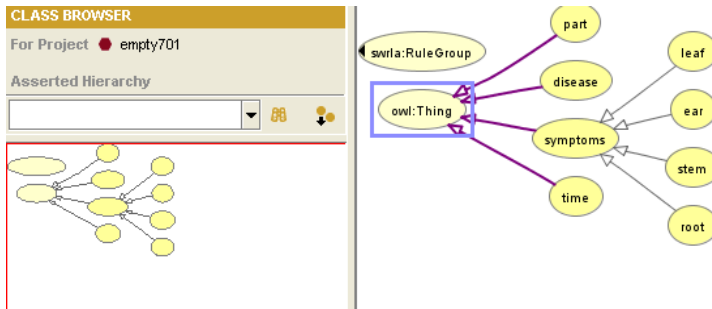 CLASS BROWSER
For Project empty701
Asserted Hierarchy
part
swrla:RuleGroup
leaf
disease
owl:Thing
ear
symptoms
stem
time
root